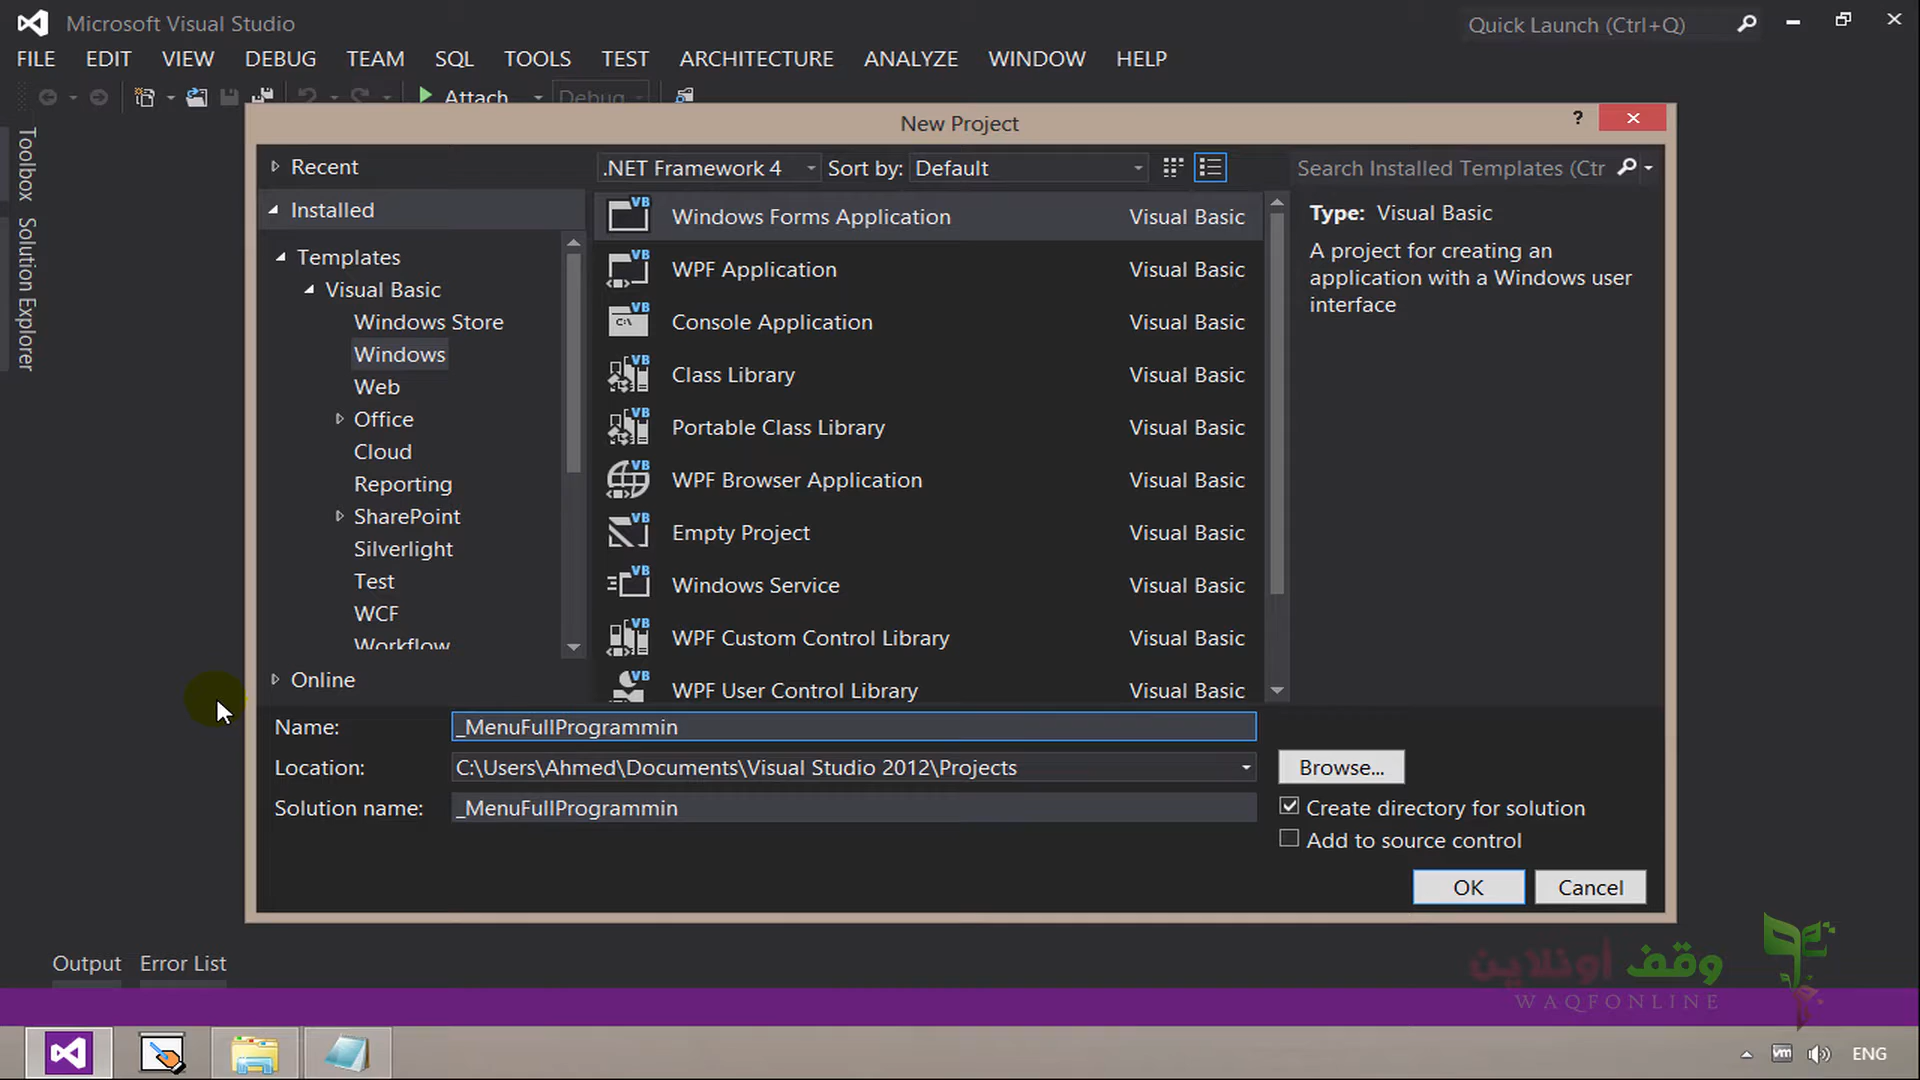 Microsoft Visual Studio
Quick Launch (Ctrl+Q)
FILE EDIT VIEW DEBUG TEAM SQL TOOLS TEST ARCHITECTURE ANALYZE WINDOW HELP
Attach Debug
Toolbox
Solution Explorer
New Project
?
Recent
.NET Framework 4 Sort by: Default
Search Installed Templates (Ctr
Installed
Templates
Visual Basic
Windows Store
Windows
Web
Office
Cloud
Reporting
SharePoint
Silverlight
Test
WCF
Workflow
Online
Windows Forms Application Visual Basic
WPF Application Visual Basic
Console Application Visual Basic
Class Library Visual Basic
Portable Class Library Visual Basic
WPF Browser Application Visual Basic
Empty Project Visual Basic
Windows Service Visual Basic
WPF Custom Control Library Visual Basic
WPF User Control Library Visual Basic
Type: Visual Basic
A project for creating an
application with a Windows user
interface
Name: _MenuFullProgrammin
Location: C:\Users\Ahmed\Documents\Visual Studio 2012\Projects
Browse...
Solution name: _MenuFullProgrammin
Create directory for solution
Add to source control
OK Cancel
Output Error List
وقف أونلاين
WAQFONLINE
ENG